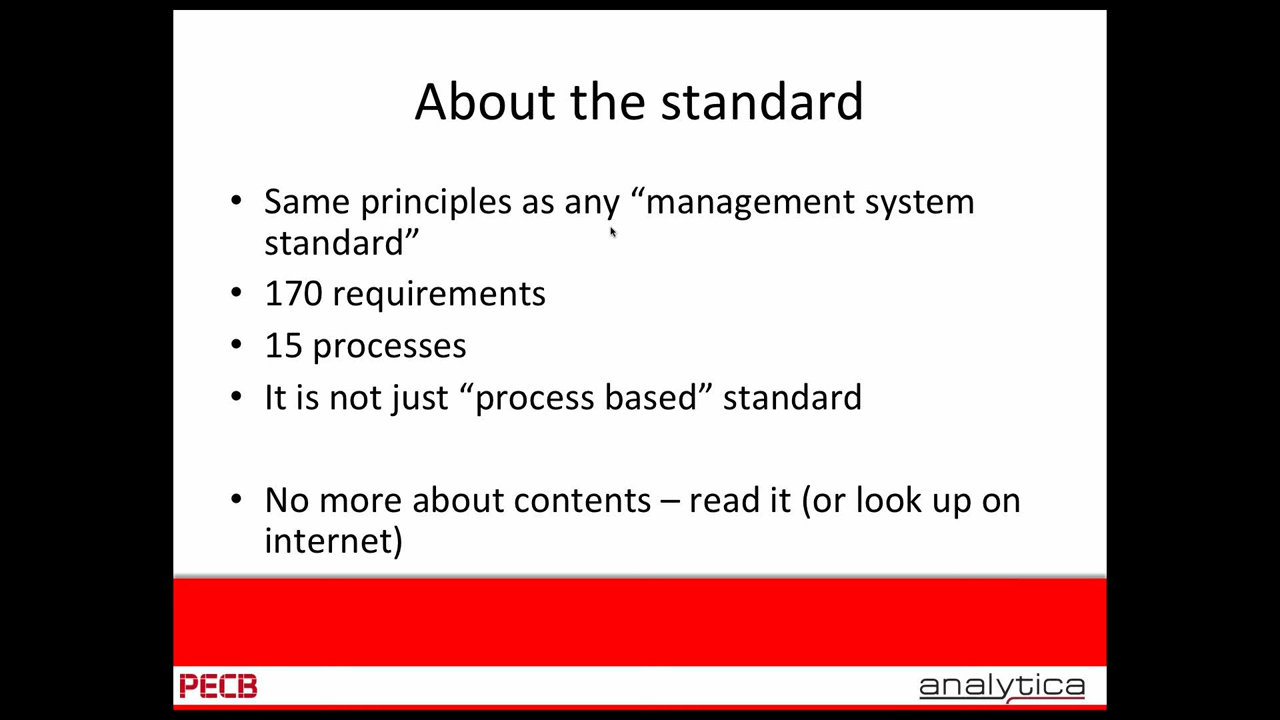 About the standard
• Same principles as any “management system
standard”
• 170 requirements
• 15 processes
• It is not just “process based” standard
• No more about contents – read it (or look up on
internet)
PECB
analytica